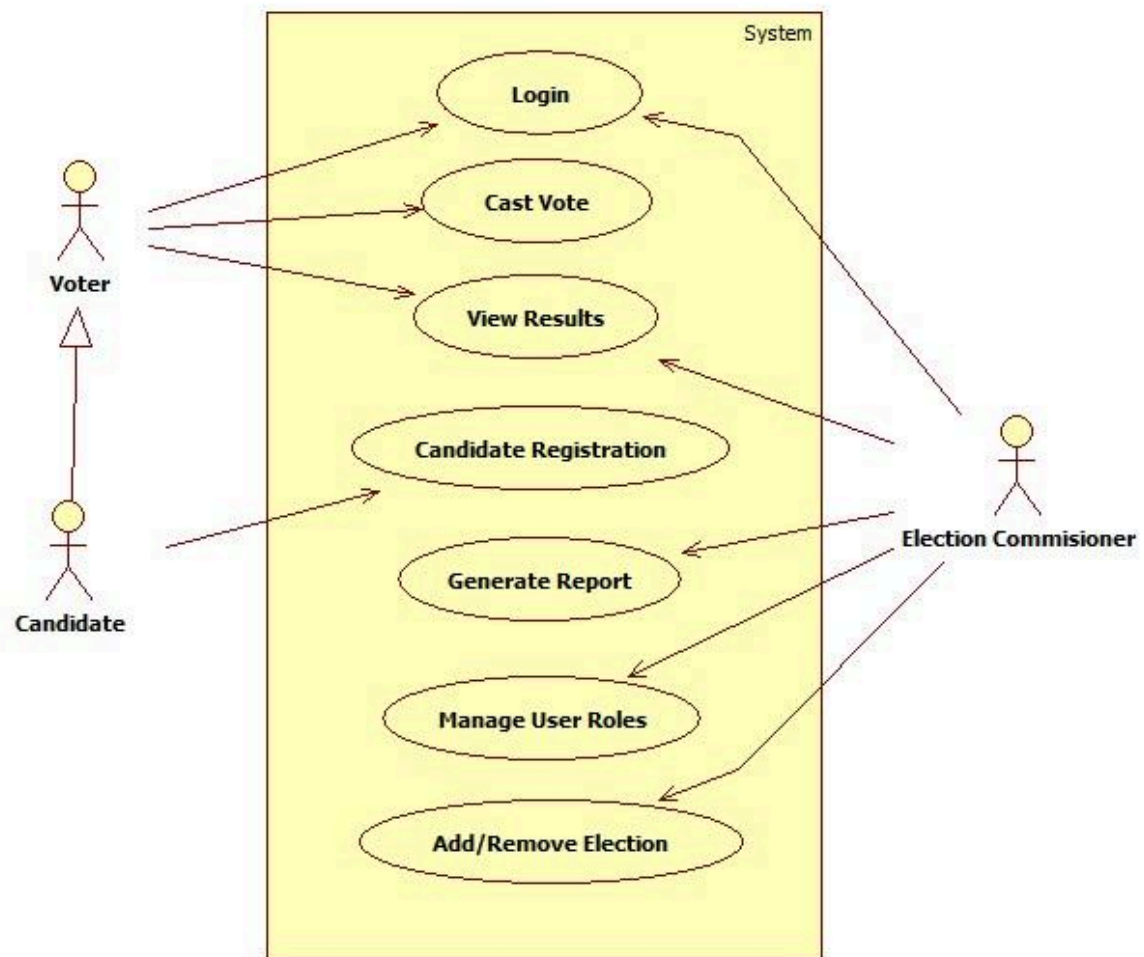 System
Login
Cast Vote
Voter
View Results
Candidate Registration
Election Commisioner
Generate Report
Candidate
Manage User Roles
Add/Remove Election